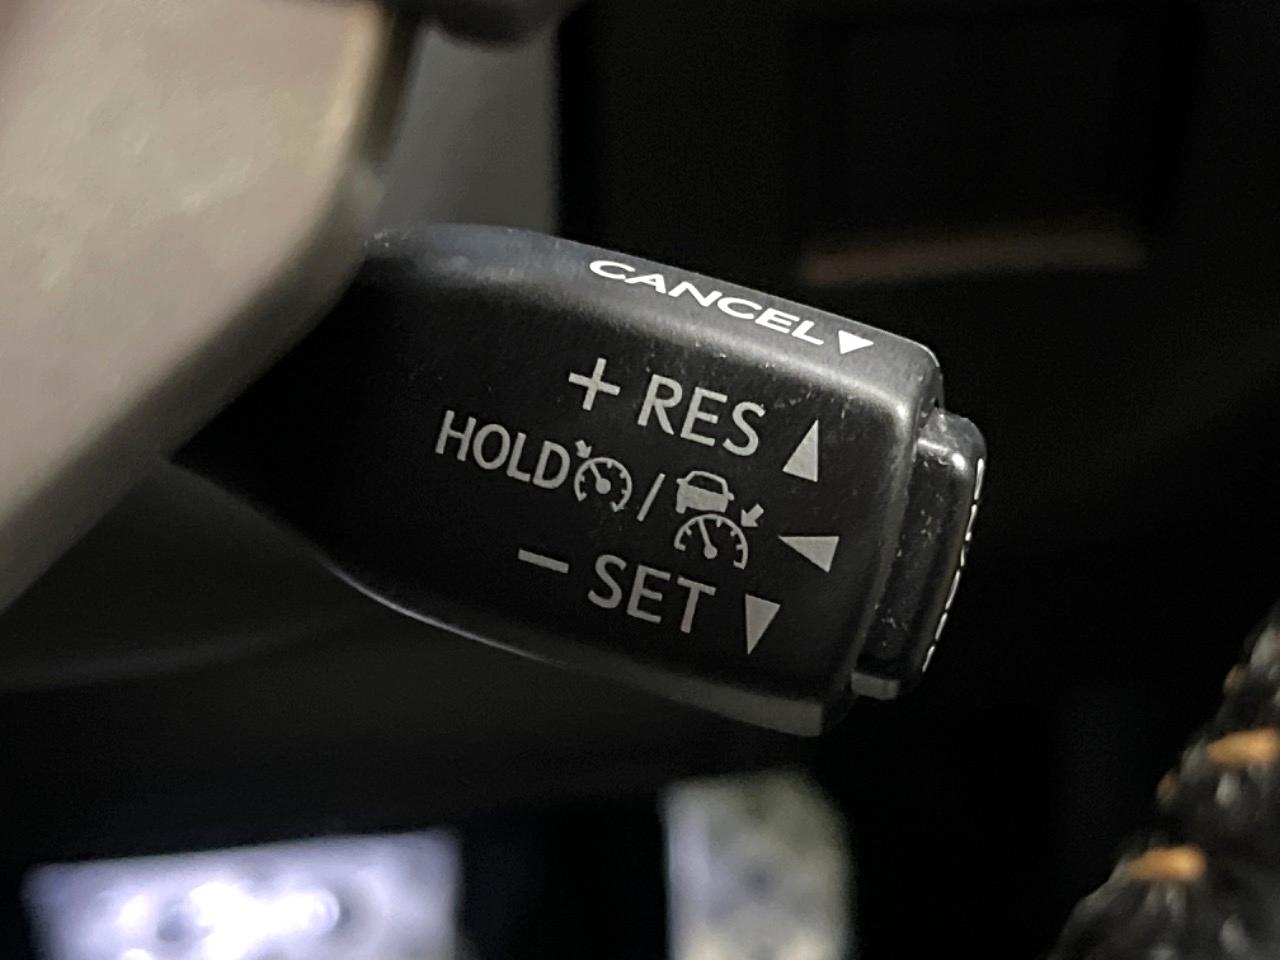 CANCEL▼
+ RES ▲
HOLD / ◀
− SET ▼